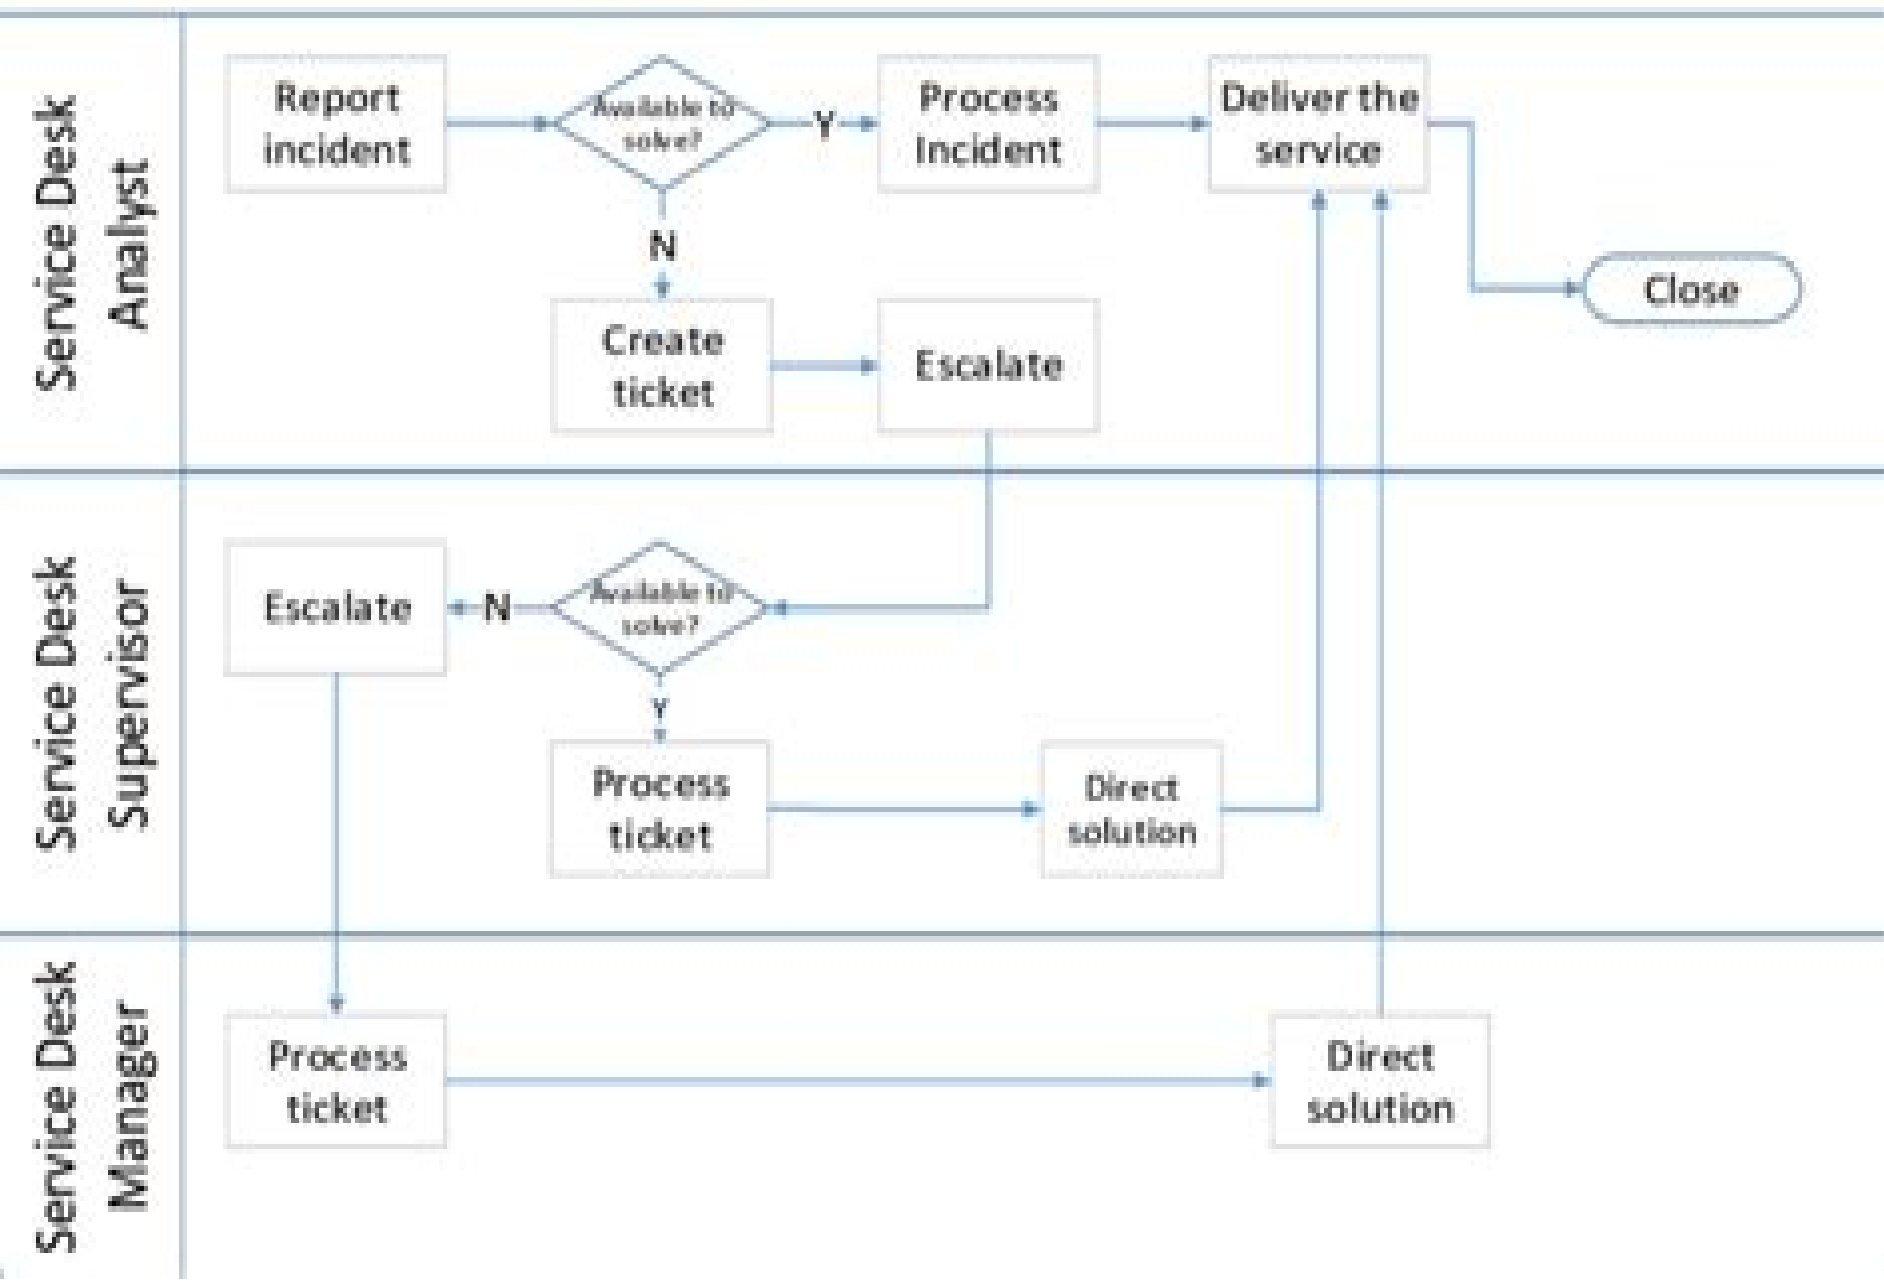 Service Desk
Analyst
Report
incident
Available to
solve?
Y
Process
Incident
Deliver the
service
N
Close
Create
ticket
Escalate
Service Desk
Supervisor
Escalate
N
Available to
solve?
Y
Process
ticket
Direct
solution
Service Desk
Manager
Process
ticket
Direct
solution